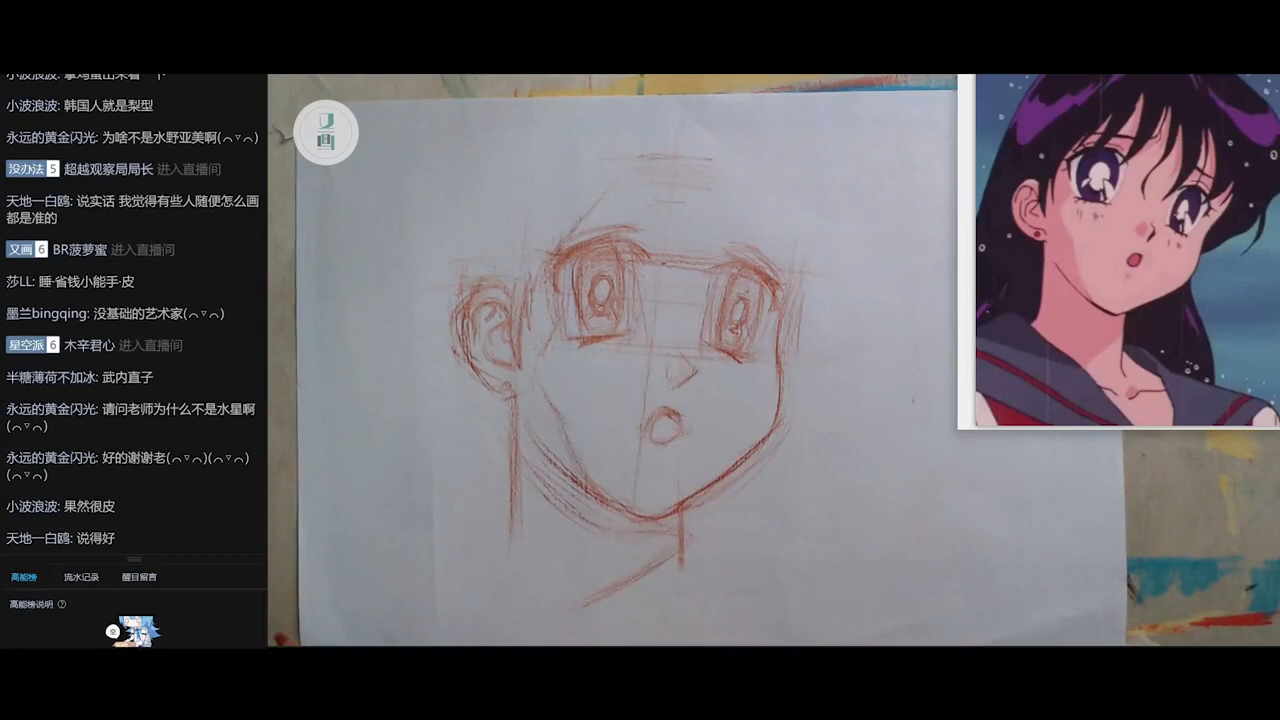 小波浪波: 韩国人就是梨型
永远的黄金闪光: 为啥不是水野亚美啊(⌒▿⌒)
没办法 5 超越观察局局长 进入直播间
天地一白鸥: 说实话 我觉得有些人随便怎么画
都是准的
又画 6 BR菠萝蜜 进入直播间
莎LL: 睡·省钱小能手·皮
墨兰bingqing: 没基础的艺术家(⌒▿⌒)
星空派 6 木辛君心 进入直播间
半糖薄荷不加冰: 武内直子
永远的黄金闪光: 请问老师为什么不是水星啊
(⌒▿⌒)
永远的黄金闪光: 好的谢谢老(⌒▿⌒)(⌒▿⌒)
(⌒▿⌒)
小波浪波: 果然很皮
天地一白鸥: 说得好
高能榜 流水记录 醒目留言
高能榜说明 ?